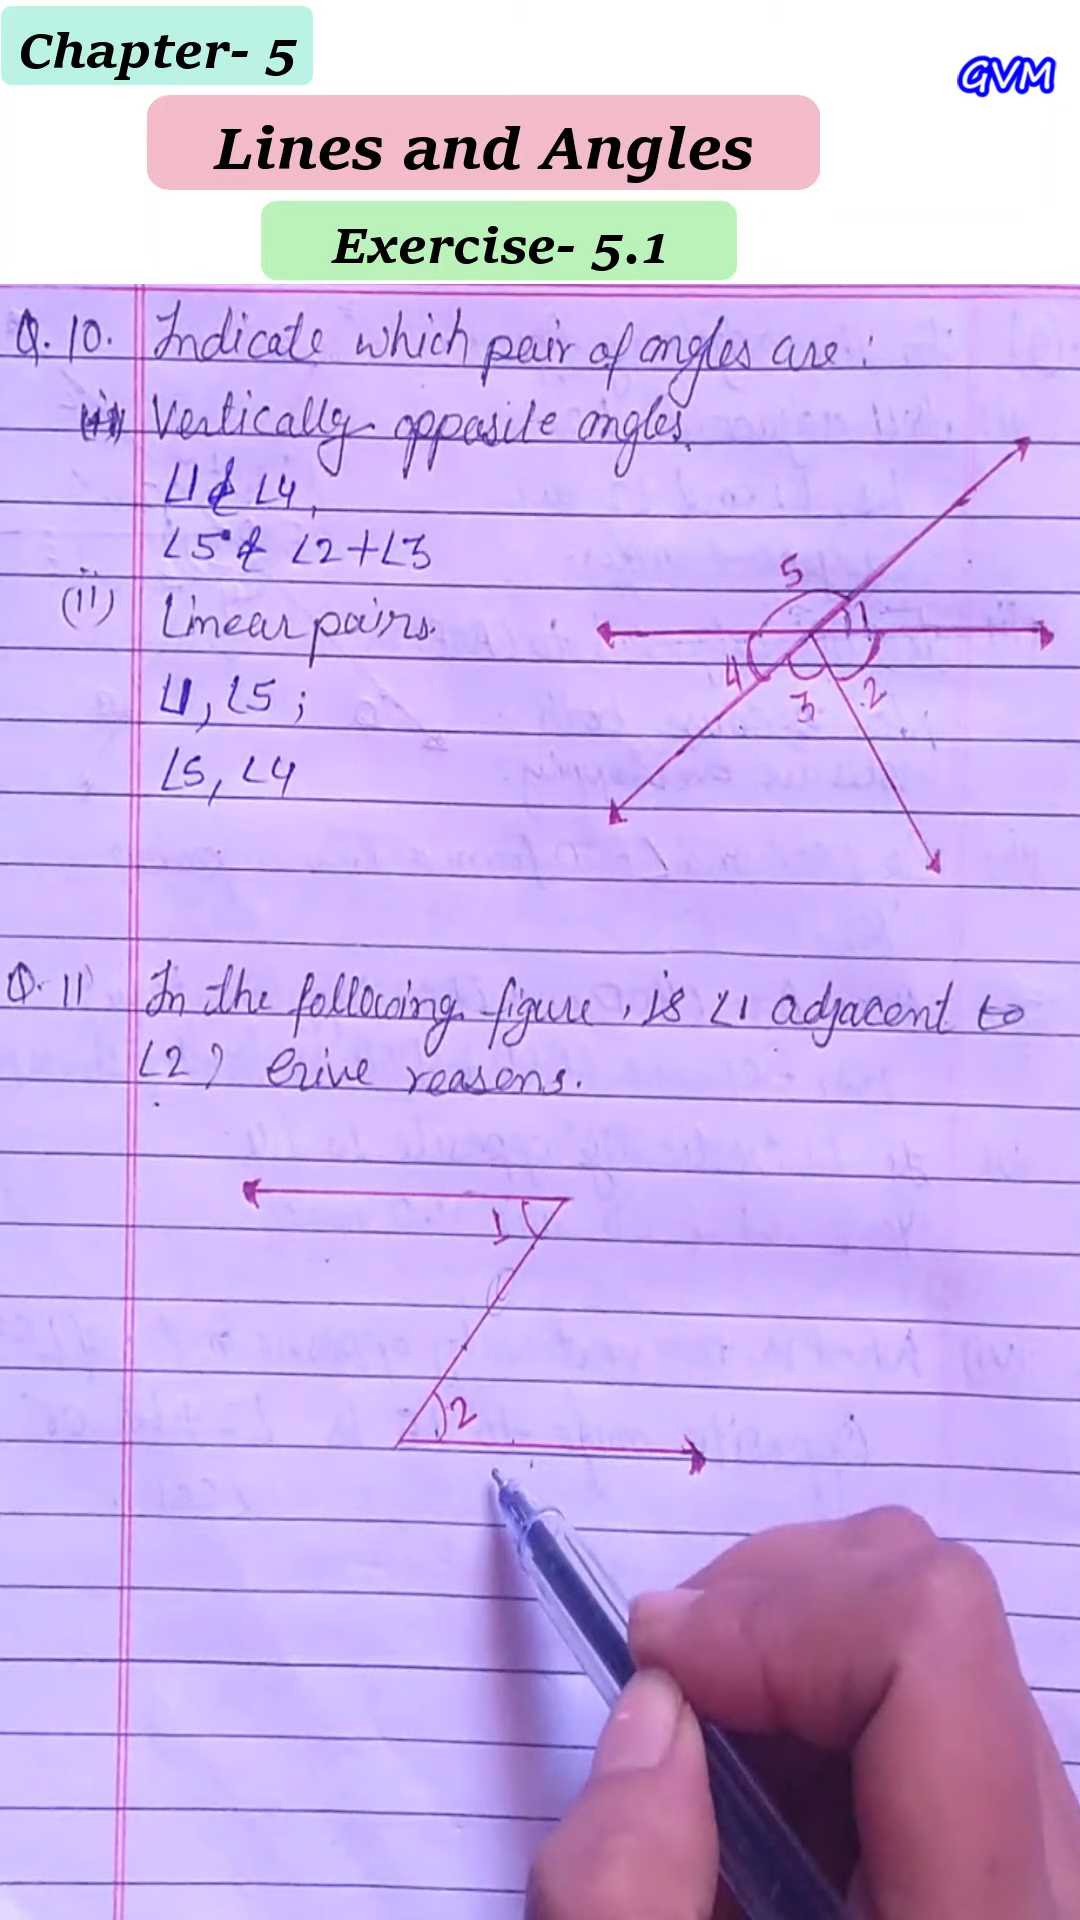 Chapter- 5
GVM
Lines and Angles
Exercise- 5.1
Q. 10. Indicate which pair of angles are:
Vertically opposite angles.
∠1 & ∠4,
∠5 & ∠2+∠3
(ii) Linear pairs.
∠1, ∠5 ;
∠5, ∠4
5
1
4
3
2
Q. 11 In the following figure, is ∠1 adjacent to
∠2? Give reasons.
1
2